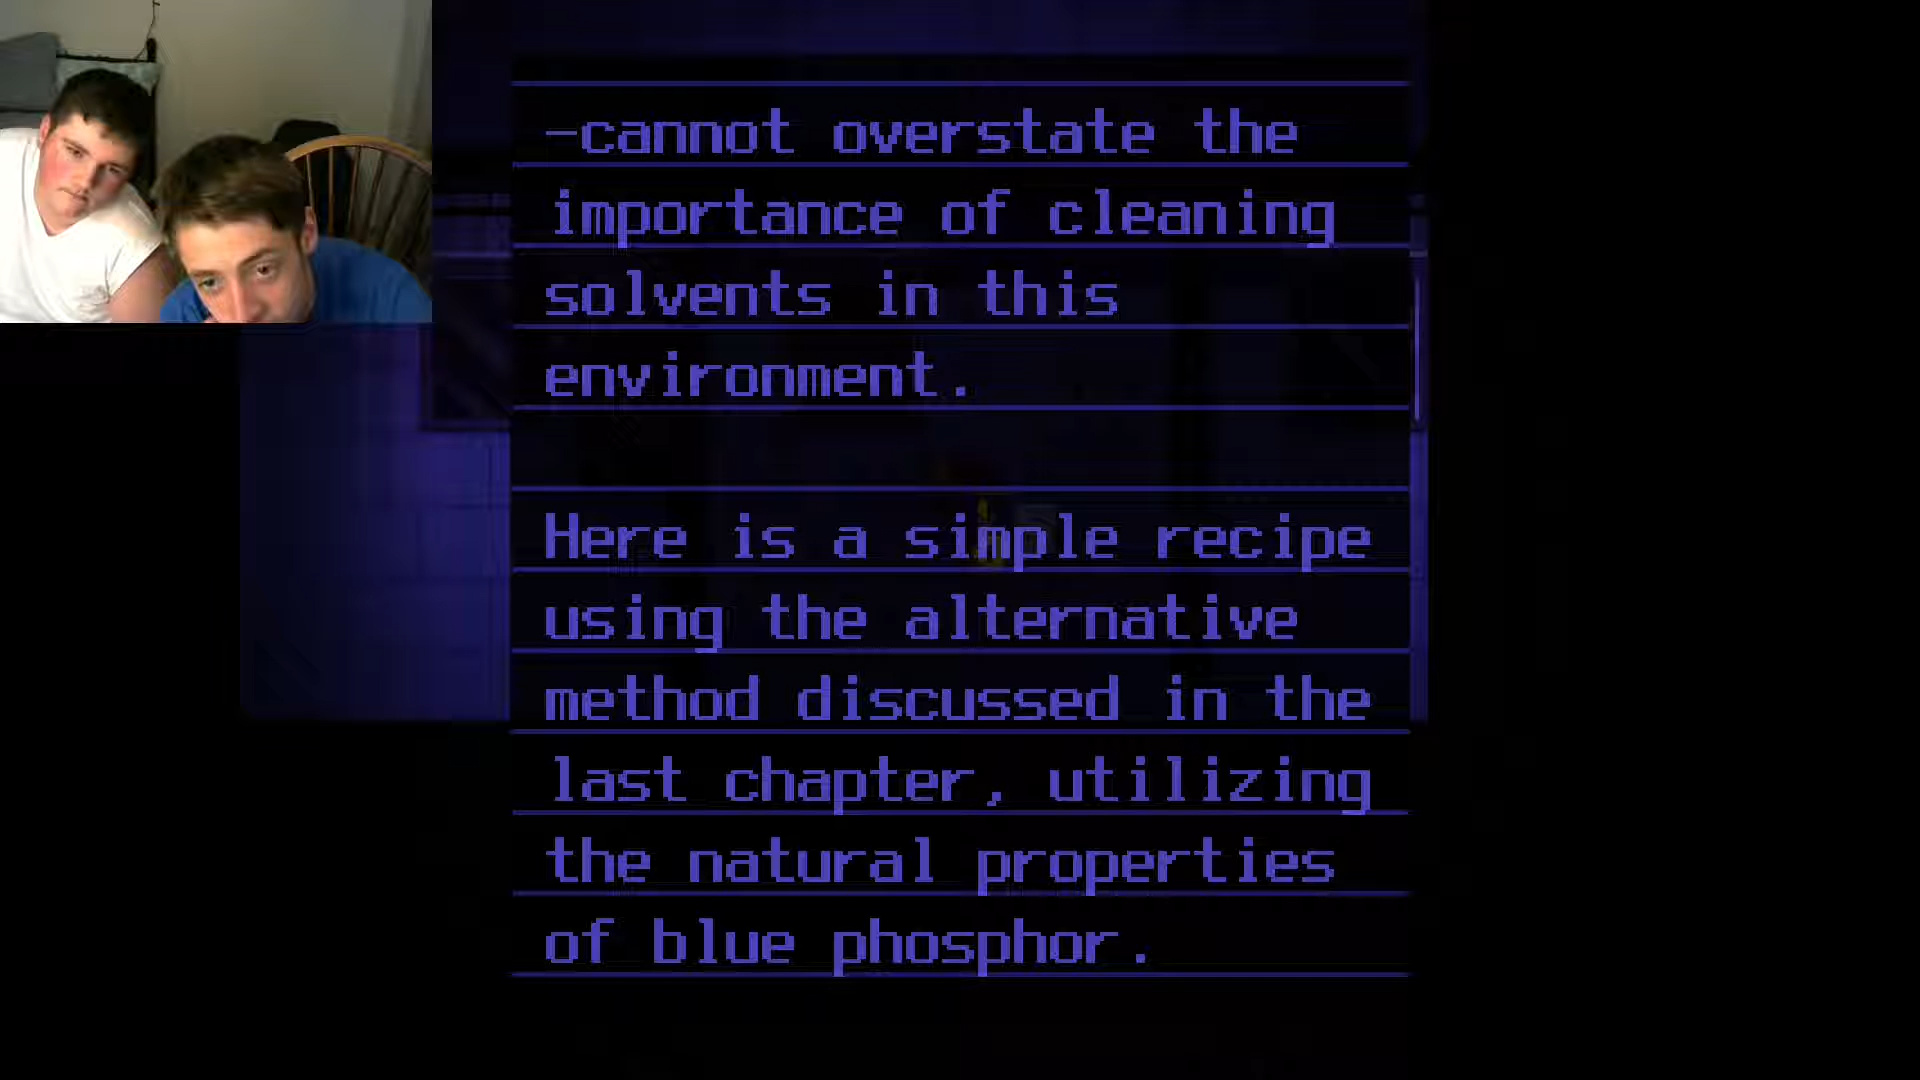 -cannot overstate the
importance of cleaning
solvents in this
environment.
Here is a simple recipe
using the alternative
method discussed in the
last chapter, utilizing
the natural properties
of blue phosphor.